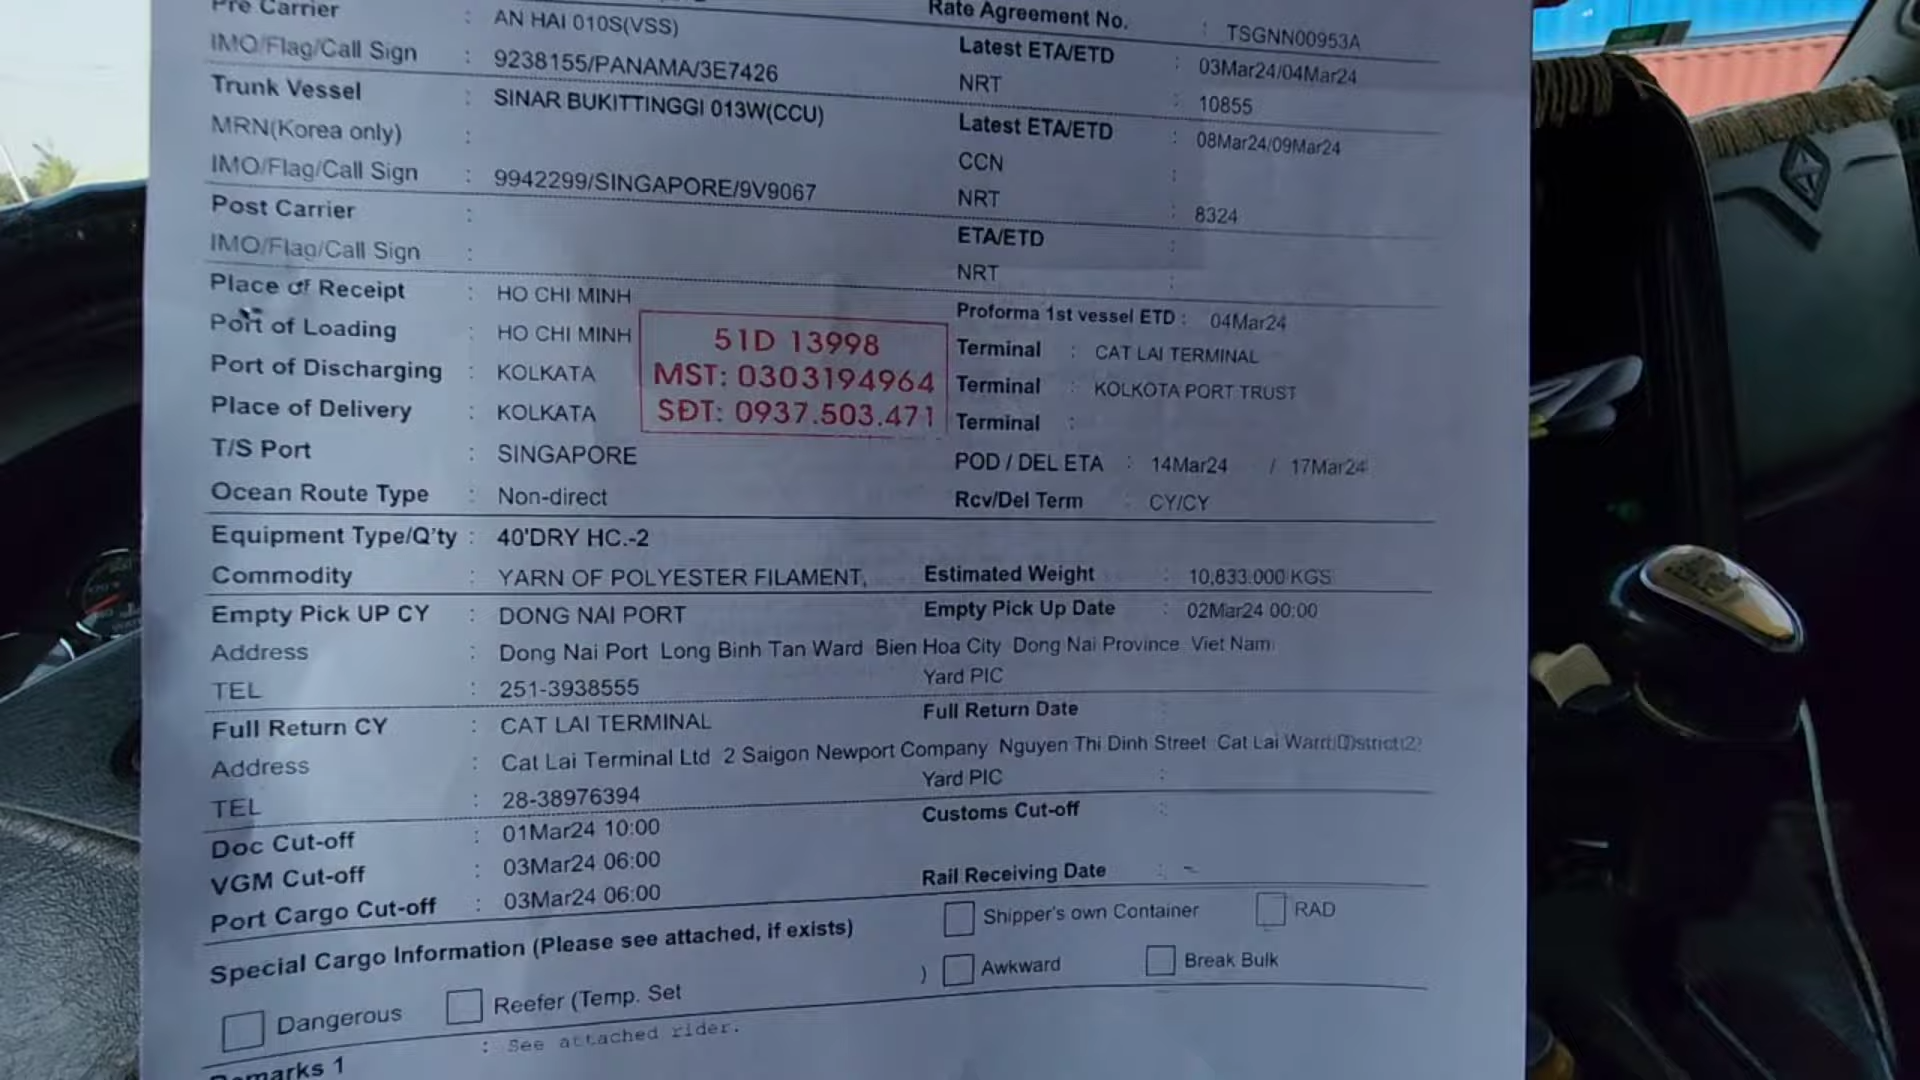 Pre Carrier : AN HAI 010S(VSS) Rate Agreement No. : TSGNN00953A
IMO/Flag/Call Sign : 9238155/PANAMA/3E7426 Latest ETA/ETD : 03Mar24/04Mar24
NRT : 10855
Trunk Vessel : SINAR BUKITTINGGI 013W(CCU) Latest ETA/ETD : 08Mar24/09Mar24
MRN(Korea only) : CCN :
IMO/Flag/Call Sign : 9942299/SINGAPORE/9V9067 NRT : 8324
Post Carrier : ETA/ETD :
IMO/Flag/Call Sign : NRT :
Place of Receipt : HO CHI MINH Proforma 1st vessel ETD : 04Mar24
Port of Loading : HO CHI MINH Terminal : CAT LAI TERMINAL
Port of Discharging : KOLKATA Terminal : KOLKOTA PORT TRUST
Place of Delivery : KOLKATA Terminal :
51D 13998
MST: 0303194964
SĐT: 0937.503.471
T/S Port : SINGAPORE POD / DEL ETA : 14Mar24 / 17Mar24
Ocean Route Type : Non-direct Rcv/Del Term : CY/CY
Equipment Type/Q'ty : 40'DRY HC.-2
Commodity : YARN OF POLYESTER FILAMENT, Estimated Weight : 10,833.000 KGS
Empty Pick UP CY : DONG NAI PORT Empty Pick Up Date : 02Mar24 00:00
Address : Dong Nai Port Long Binh Tan Ward Bien Hoa City Dong Nai Province Viet Nam
TEL : 251-3938555 Yard PIC
Full Return CY : CAT LAI TERMINAL Full Return Date :
Address : Cat Lai Terminal Ltd 2 Saigon Newport Company Nguyen Thi Dinh Street Cat Lai Ward District 2
TEL : 28-38976394 Yard PIC :
Doc Cut-off : 01Mar24 10:00 Customs Cut-off :
VGM Cut-off : 03Mar24 06:00
Port Cargo Cut-off : 03Mar24 06:00 Rail Receiving Date : ~
Special Cargo Information (Please see attached, if exists) Shipper's own Container RAD
Dangerous Reefer (Temp. Set ) Awkward Break Bulk
Remarks 1 : See attached rider.